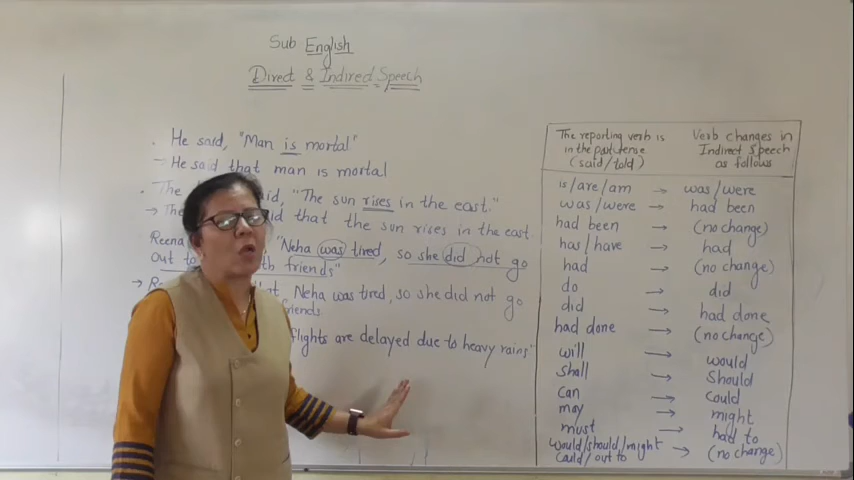 Sub English
Direct & Indired Speech
. He said, "Man is mortal"
→ He said that man is mortal
. The said, "The sun rises in the east."
→ The that the sun rises in the east.
Reena "Neha was tired, so she did not go
out to friends"
→ Neha was tired, so she did not go
friends
flights are delayed due to heavy rains"
The reporting verb is
in the past tense
(said/told)
Verb changes in
Indirect Speech
as follows
is/are/am → was/were
was/were → had been
had been → (no change)
has/have → had
had → (no change)
do → did
did → had done
had done → (no change)
will → would
shall → Should
Can → could
may → might
must → had to
would/should/might
Could/out to → (no change)